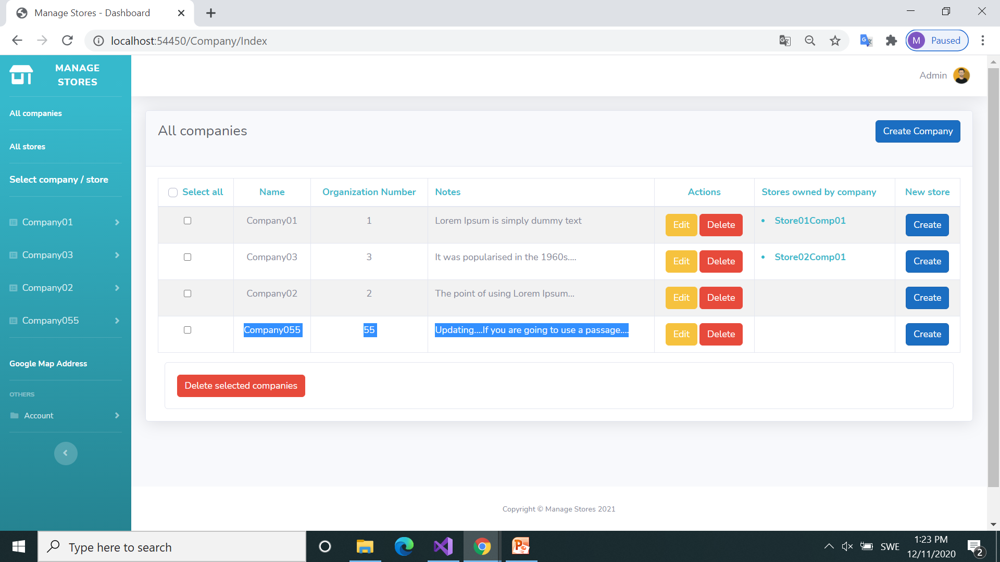 Manage Stores - Dashboard
localhost:54450/Company/Index
M Paused
MANAGE
STORES
Admin
All companies
All stores
Select company / store
Company01
Company03
Company02
Company055
Google Map Address
OTHERS
Account
All companies
Create Company
Select all Name Organization Number Notes Actions Stores owned by company New store
Company01 1 Lorem Ipsum is simply dummy text Edit Delete • Store01Comp01 Create
Company03 3 It was popularised in the 1960s.... Edit Delete • Store02Comp01 Create
Company02 2 The point of using Lorem Ipsum... Edit Delete Create
Company055 55 Updating....If you are going to use a passage.... Edit Delete Create
Delete selected companies
Copyright © Manage Stores 2021
Type here to search
SWE
1:23 PM
12/11/2020
2